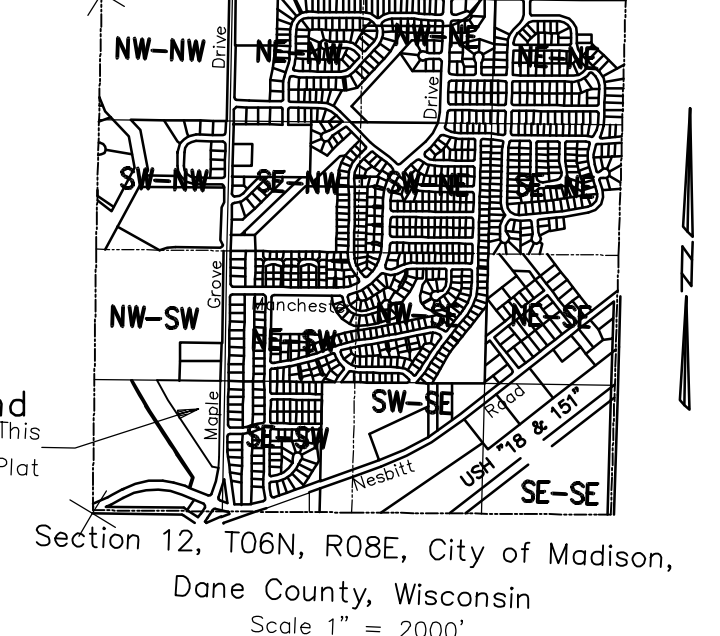 NW-NW
Drive
NE-NW
NW-NE
NE-NE
Drive
SW-NW
SE-NW
SW-NE
SE-NE
NW-SW
Grove
NW-SE
NE-SE
NE-SW
Maple
SW-SE
Road
This
Plat
SE-SW
Nesbitt
USH "18 & 151"
SE-SE
Section 12, T06N, R08E, City of Madison,
Dane County, Wisconsin
Scale 1" = 2000'